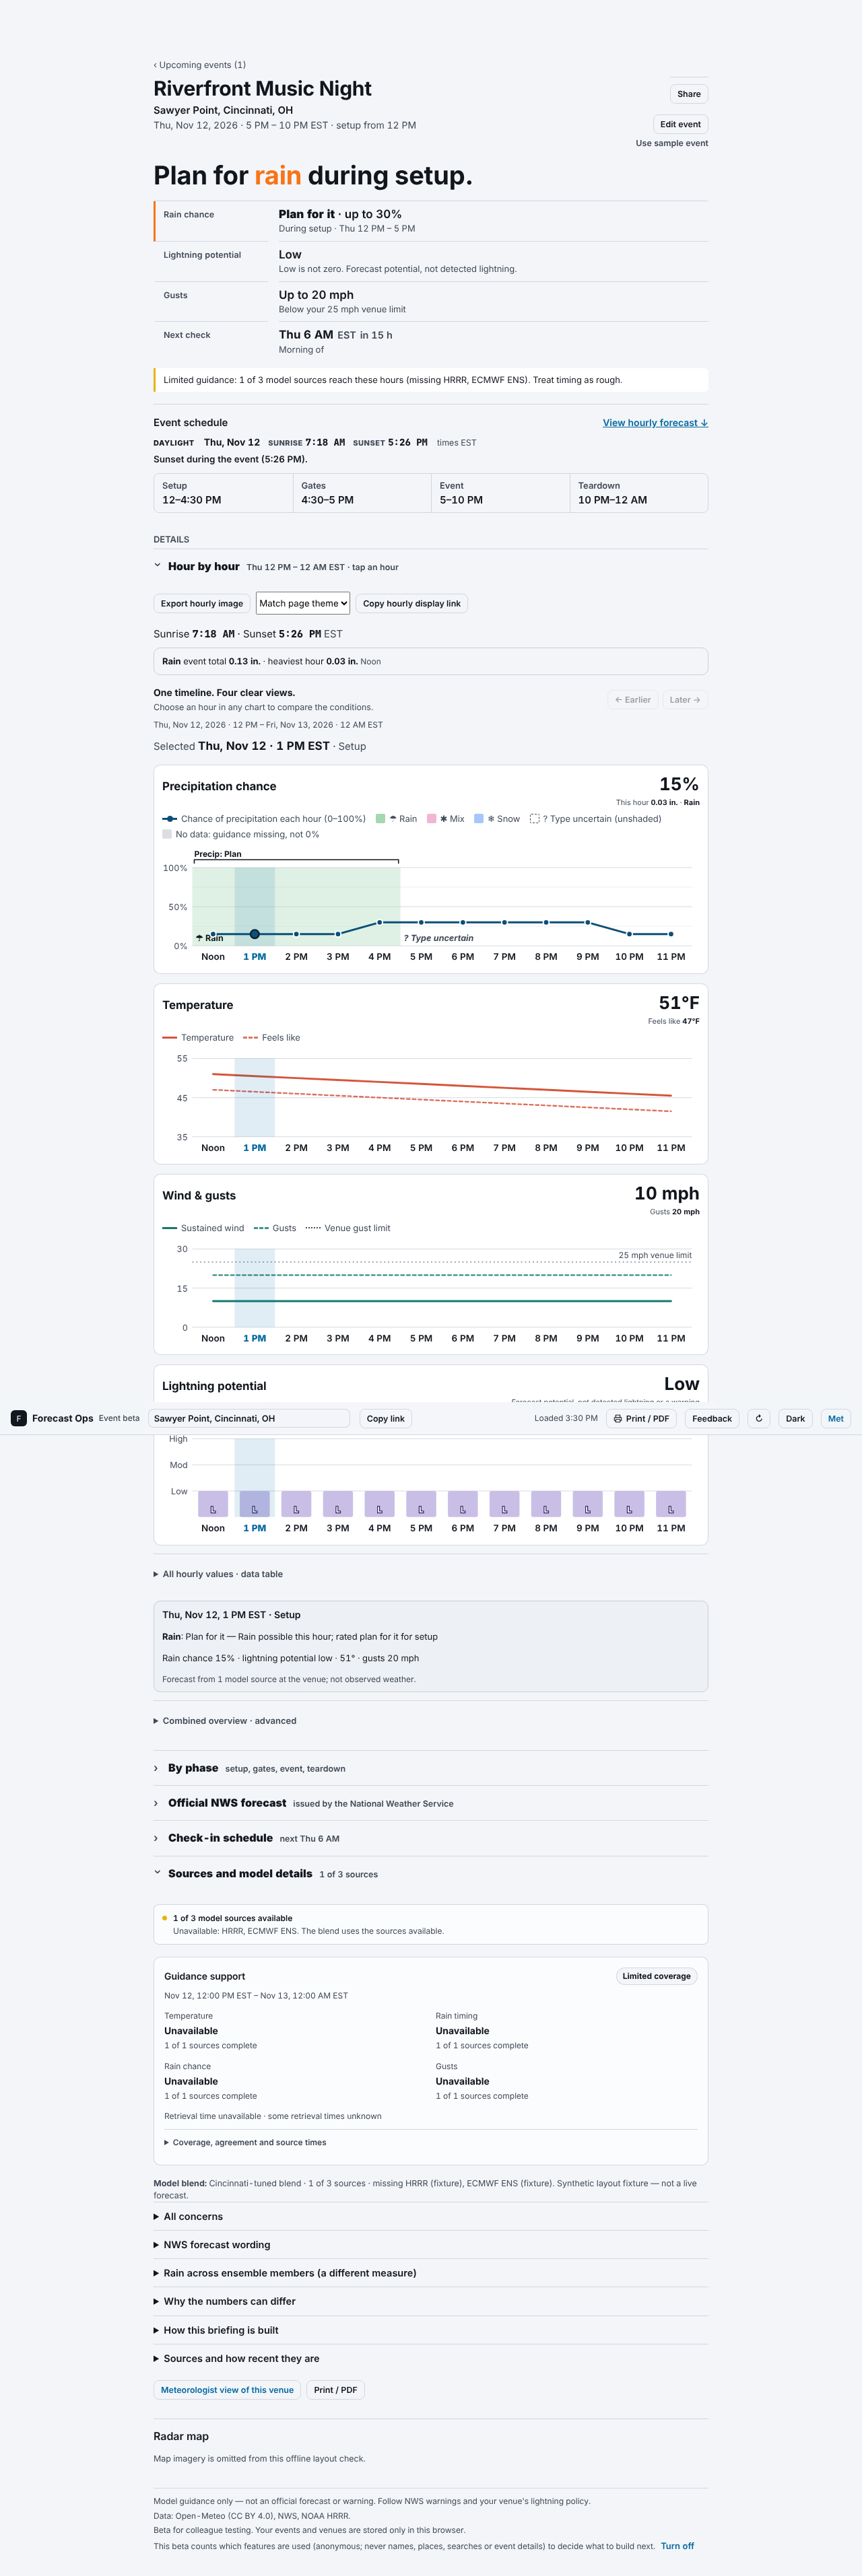 ‹ Upcoming events (1)
Riverfront Music Night
Share
Sawyer Point, Cincinnati, OH
Thu, Nov 12, 2026 · 5 PM – 10 PM EST · setup from 12 PM
Edit event
Use sample event
Plan for rain during setup.
Rain chance
Plan for it · up to 30%
During setup · Thu 12 PM – 5 PM
Lightning potential
Low
Low is not zero. Forecast potential, not detected lightning.
Gusts
Up to 20 mph
Below your 25 mph venue limit
Next check
Thu 6 AM EST in 15 h
Morning of
Limited guidance: 1 of 3 model sources reach these hours (missing HRRR, ECMWF ENS). Treat timing as rough.
Event schedule
View hourly forecast ↓
DAYLIGHT Thu, Nov 12 SUNRISE 7:18 AM SUNSET 5:26 PM times EST
Sunset during the event (5:26 PM).
Setup
12–4:30 PM
Gates
4:30–5 PM
Event
5–10 PM
Teardown
10 PM–12 AM
DETAILS
Hour by hour Thu 12 PM – 12 AM EST · tap an hour
Export hourly image
Match page theme
Copy hourly display link
Sunrise 7:18 AM · Sunset 5:26 PM EST
Rain event total 0.13 in. · heaviest hour 0.03 in. Noon
One timeline. Four clear views.
← Earlier
Later →
Choose an hour in any chart to compare the conditions.
Thu, Nov 12, 2026 · 12 PM – Fri, Nov 13, 2026 · 12 AM EST
Selected Thu, Nov 12 · 1 PM EST · Setup
Precipitation chance
15%
This hour 0.03 in. · Rain
Chance of precipitation each hour (0–100%) ☂ Rain ✱ Mix ❄ Snow ? Type uncertain (unshaded)
No data: guidance missing, not 0%
Precip: Plan
100%
50%
0%
☂ Rain
? Type uncertain
Noon 1 PM 2 PM 3 PM 4 PM 5 PM 6 PM 7 PM 8 PM 9 PM 10 PM 11 PM
Temperature
51°F
Feels like 47°F
Temperature Feels like
55
45
35
Noon 1 PM 2 PM 3 PM 4 PM 5 PM 6 PM 7 PM 8 PM 9 PM 10 PM 11 PM
Wind & gusts
10 mph
Gusts 20 mph
Sustained wind Gusts Venue gust limit
30
25 mph venue limit
15
0
Noon 1 PM 2 PM 3 PM 4 PM 5 PM 6 PM 7 PM 8 PM 9 PM 10 PM 11 PM
Lightning potential
Low
Forecast potential, not detected lightning or a warning
F Forecast Ops Event beta
Sawyer Point, Cincinnati, OH
Copy link
Loaded 3:30 PM
Print / PDF
Feedback
↻
Dark
Met
High
Mod
Low
L L L L L L L L L L L L
Noon 1 PM 2 PM 3 PM 4 PM 5 PM 6 PM 7 PM 8 PM 9 PM 10 PM 11 PM
▸ All hourly values · data table
Thu, Nov 12, 1 PM EST · Setup
Rain: Plan for it — Rain possible this hour; rated plan for it for setup
Rain chance 15% · lightning potential low · 51° · gusts 20 mph
Forecast from 1 model source at the venue; not observed weather.
▸ Combined overview · advanced
› By phase setup, gates, event, teardown
› Official NWS forecast issued by the National Weather Service
› Check-in schedule next Thu 6 AM
Sources and model details 1 of 3 sources
1 of 3 model sources available
Unavailable: HRRR, ECMWF ENS. The blend uses the sources available.
Guidance support
Limited coverage
Nov 12, 12:00 PM EST – Nov 13, 12:00 AM EST
Temperature
Unavailable
1 of 1 sources complete
Rain timing
Unavailable
1 of 1 sources complete
Rain chance
Unavailable
1 of 1 sources complete
Gusts
Unavailable
1 of 1 sources complete
Retrieval time unavailable · some retrieval times unknown
▸ Coverage, agreement and source times
Model blend: Cincinnati-tuned blend · 1 of 3 sources · missing HRRR (fixture), ECMWF ENS (fixture). Synthetic layout fixture — not a live
forecast.
▸ All concerns
▸ NWS forecast wording
▸ Rain across ensemble members (a different measure)
▸ Why the numbers can differ
▸ How this briefing is built
▸ Sources and how recent they are
Meteorologist view of this venue
Print / PDF
Radar map
Map imagery is omitted from this offline layout check.
Model guidance only — not an official forecast or warning. Follow NWS warnings and your venue's lightning policy.
Data: Open-Meteo (CC BY 4.0), NWS, NOAA HRRR.
Beta for colleague testing. Your events and venues are stored only in this browser.
This beta counts which features are used (anonymous; never names, places, searches or event details) to decide what to build next. Turn off